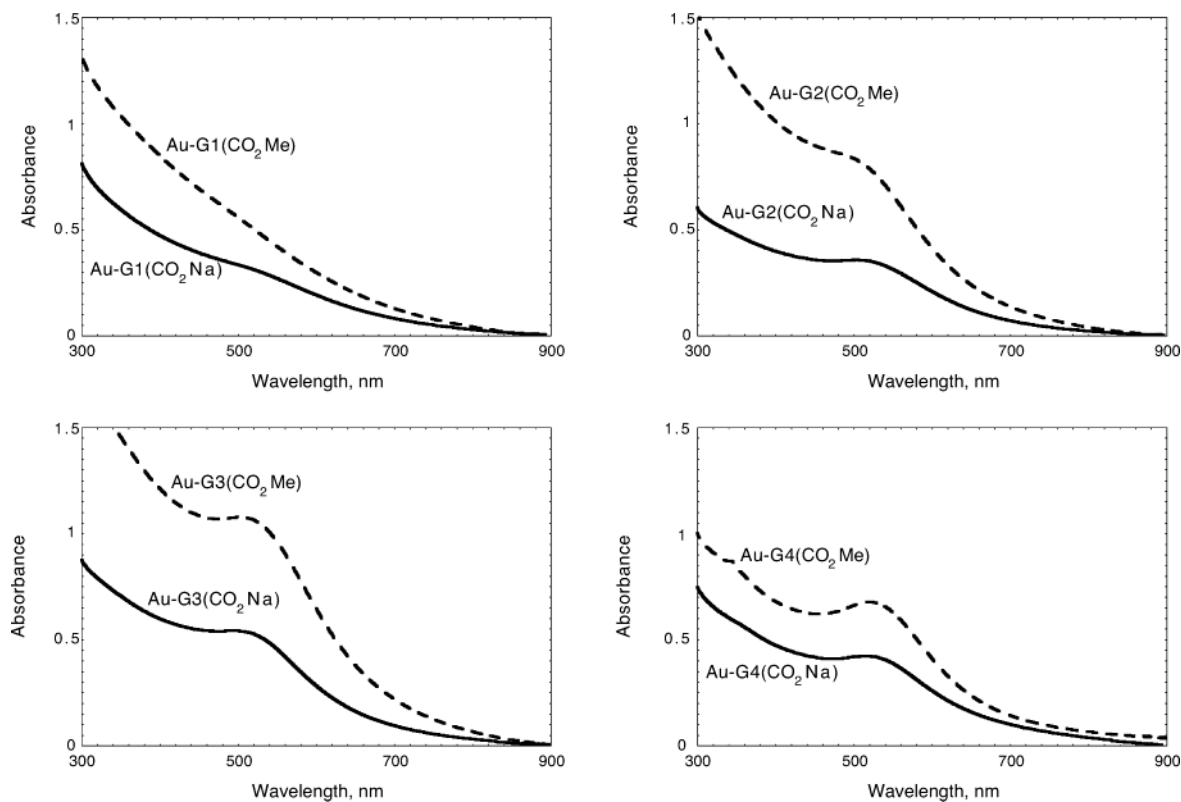 1.5
1
0.5
0
Absorbance
Au-G1(CO₂Me)
Au-G1(CO₂Na)
300 500 700 900
Wavelength, nm
1.5
1
0.5
0
Absorbance
Au-G2(CO₂Me)
Au-G2(CO₂Na)
300 500 700 900
Wavelength, nm
1.5
1
0.5
0
Absorbance
Au-G3(CO₂Me)
Au-G3(CO₂Na)
300 500 700 900
Wavelength, nm
1.5
1
0.5
0
Absorbance
Au-G4(CO₂Me)
Au-G4(CO₂Na)
300 500 700 900
Wavelength, nm